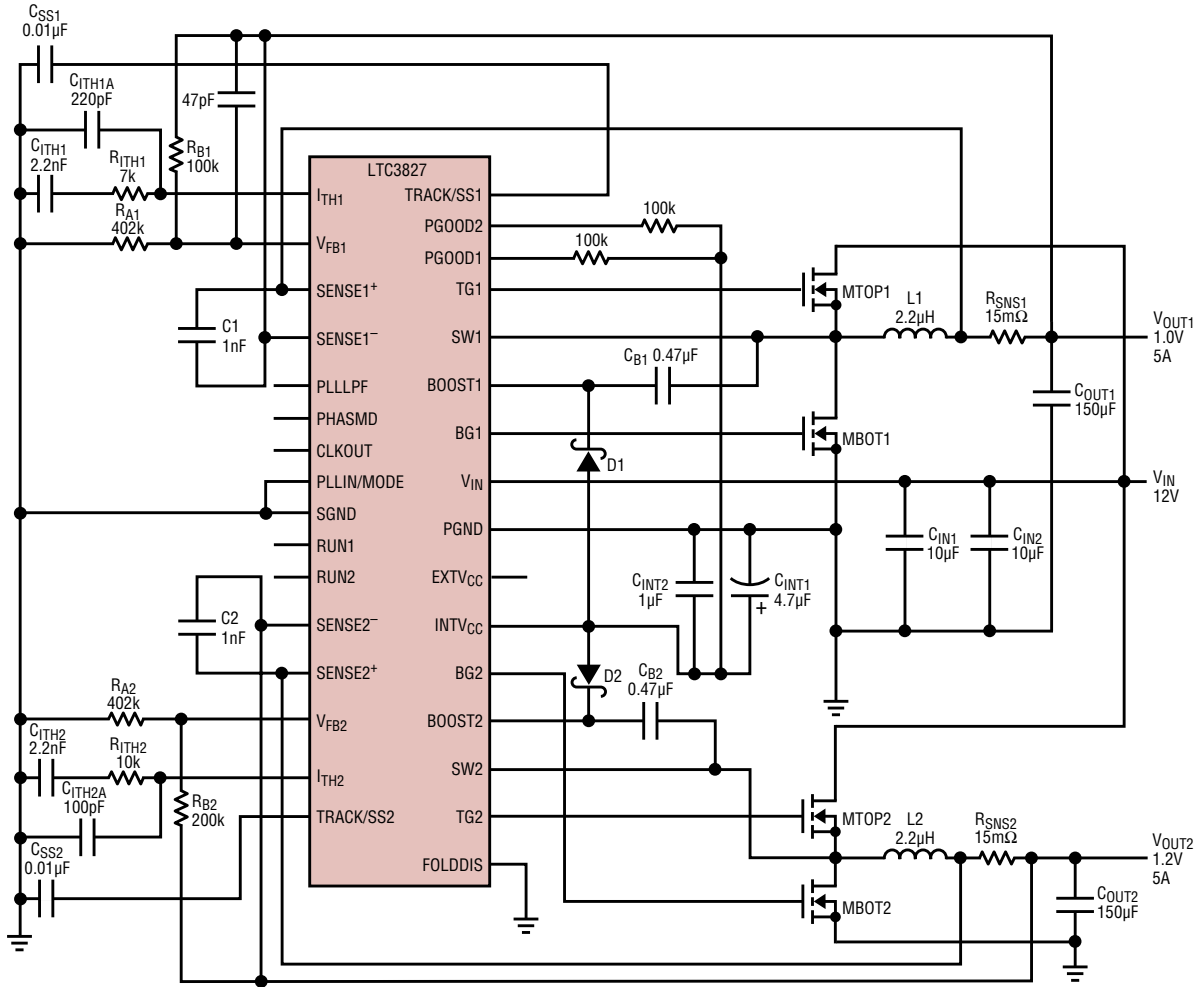 CSS1
0.01µF
CITH1A
220pF
47pF
CITH1
2.2nF
RITH1
7k
RB1
100k
RA1
402k
LTC3827
ITH1
VFB1
SENSE1+
SENSE1–
PLLLPF
PHASMD
CLKOUT
PLLIN/MODE
SGND
RUN1
RUN2
SENSE2–
SENSE2+
VFB2
ITH2
TRACK/SS2
TRACK/SS1
PGOOD2
PGOOD1
TG1
SW1
BOOST1
BG1
VIN
PGND
EXTVCC
INTVCC
BG2
BOOST2
SW2
TG2
FOLDDIS
C1
1nF
C2
1nF
RA2
402k
CITH2
2.2nF
RITH2
10k
CITH2A
100pF
RB2
200k
CSS2
0.01µF
100k
100k
MTOP1
L1
2.2µH
RSNS1
15mΩ
VOUT1
1.0V
5A
CB1 0.47µF
COUT1
150µF
MBOT1
D1
VIN
12V
CIN1
10µF
CIN2
10µF
CINT2
1µF
CINT1
4.7µF
+
D2
CB2
0.47µF
MTOP2
L2
2.2µH
RSNS2
15mΩ
VOUT2
1.2V
5A
MBOT2
COUT2
150µF